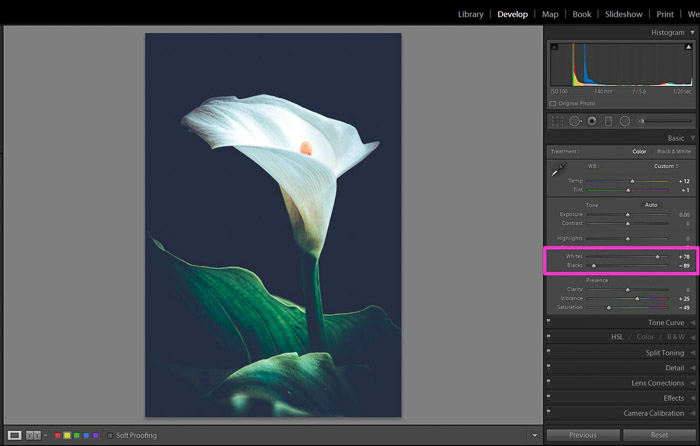 Library | Develop | Map | Book | Slideshow | Print | We
Histogram
ISO 100 140 mm f / 5.6 1/20 sec
Original Photo
Basic
Treatment : Color Black & White
WB : Custom
Temp + 12
Tint + 1
Tone Auto
Exposure 0.00
Contrast 0
Highlights 0
Whites + 78
Blacks − 89
Presence
Clarity 0
Vibrance + 25
Saturation − 49
Tone Curve
HSL / Color / B & W
Split Toning
Detail
Lens Corrections
Effects
Camera Calibration
Soft Proofing
Previous Reset